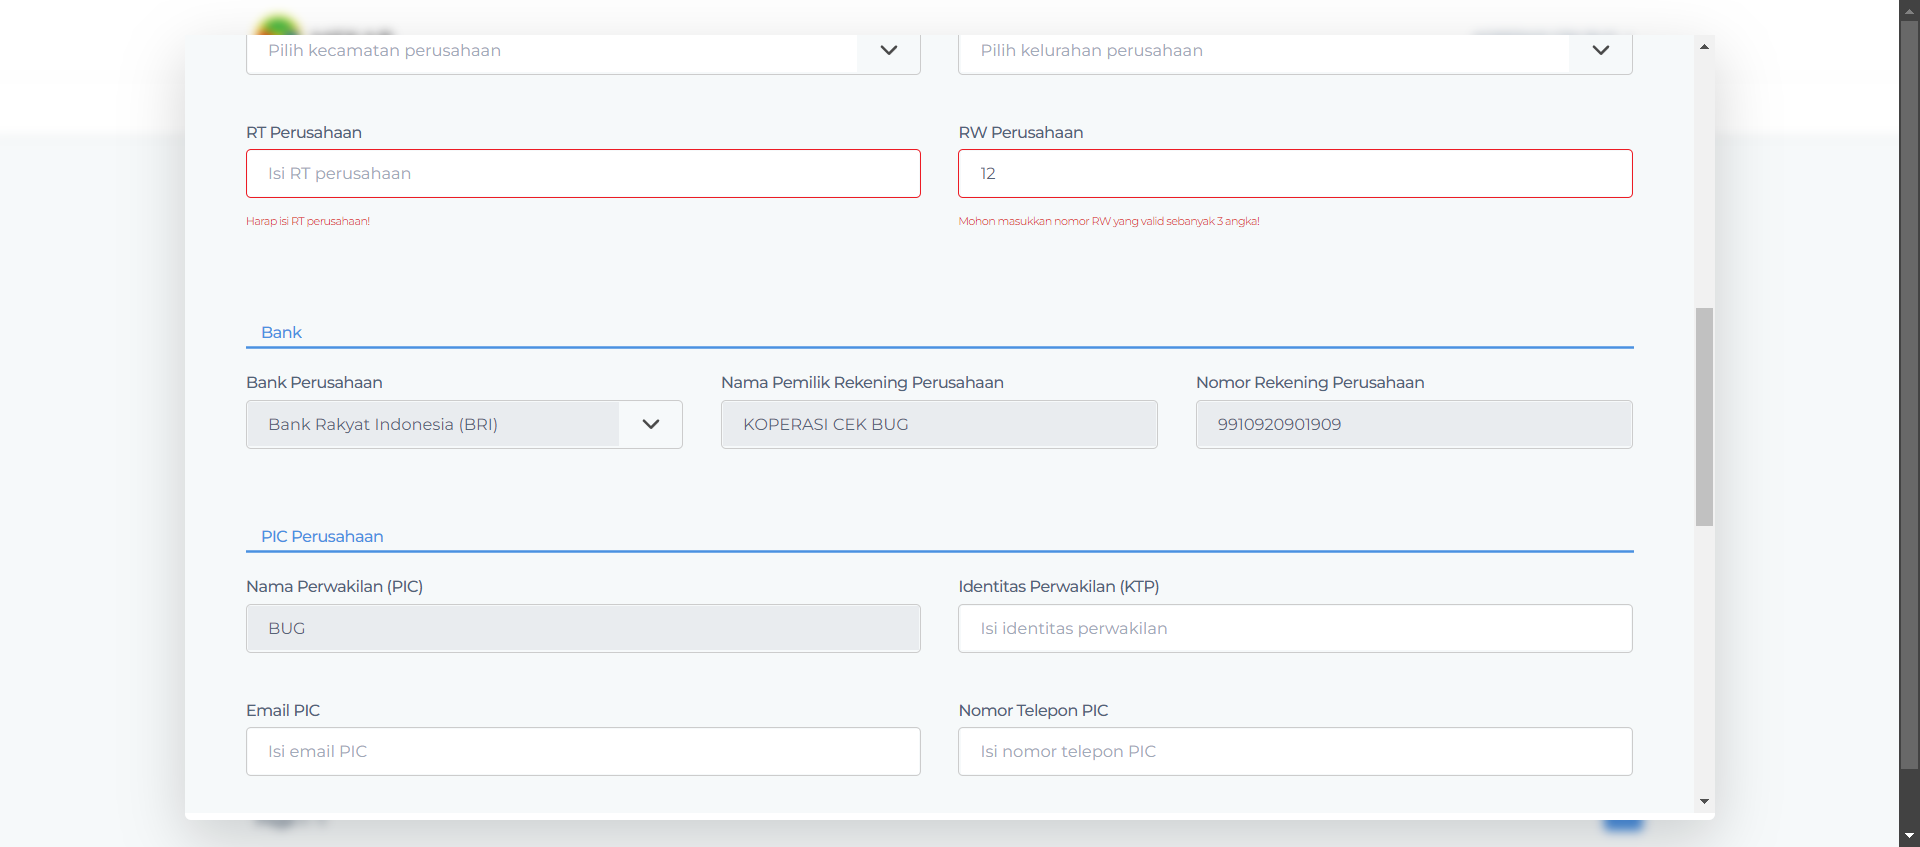 Pilih kecamatan perusahaan
Pilih kelurahan perusahaan
RT Perusahaan
RW Perusahaan
Isi RT perusahaan
12
Harap isi RT perusahaan!
Mohon masukkan nomor RW yang valid sebanyak 3 angka!
Bank
Bank Perusahaan
Nama Pemilik Rekening Perusahaan
Nomor Rekening Perusahaan
Bank Rakyat Indonesia (BRI)
KOPERASI CEK BUG
9910920901909
PIC Perusahaan
Nama Perwakilan (PIC)
Identitas Perwakilan (KTP)
BUG
Isi identitas perwakilan
Email PIC
Nomor Telepon PIC
Isi email PIC
Isi nomor telepon PIC